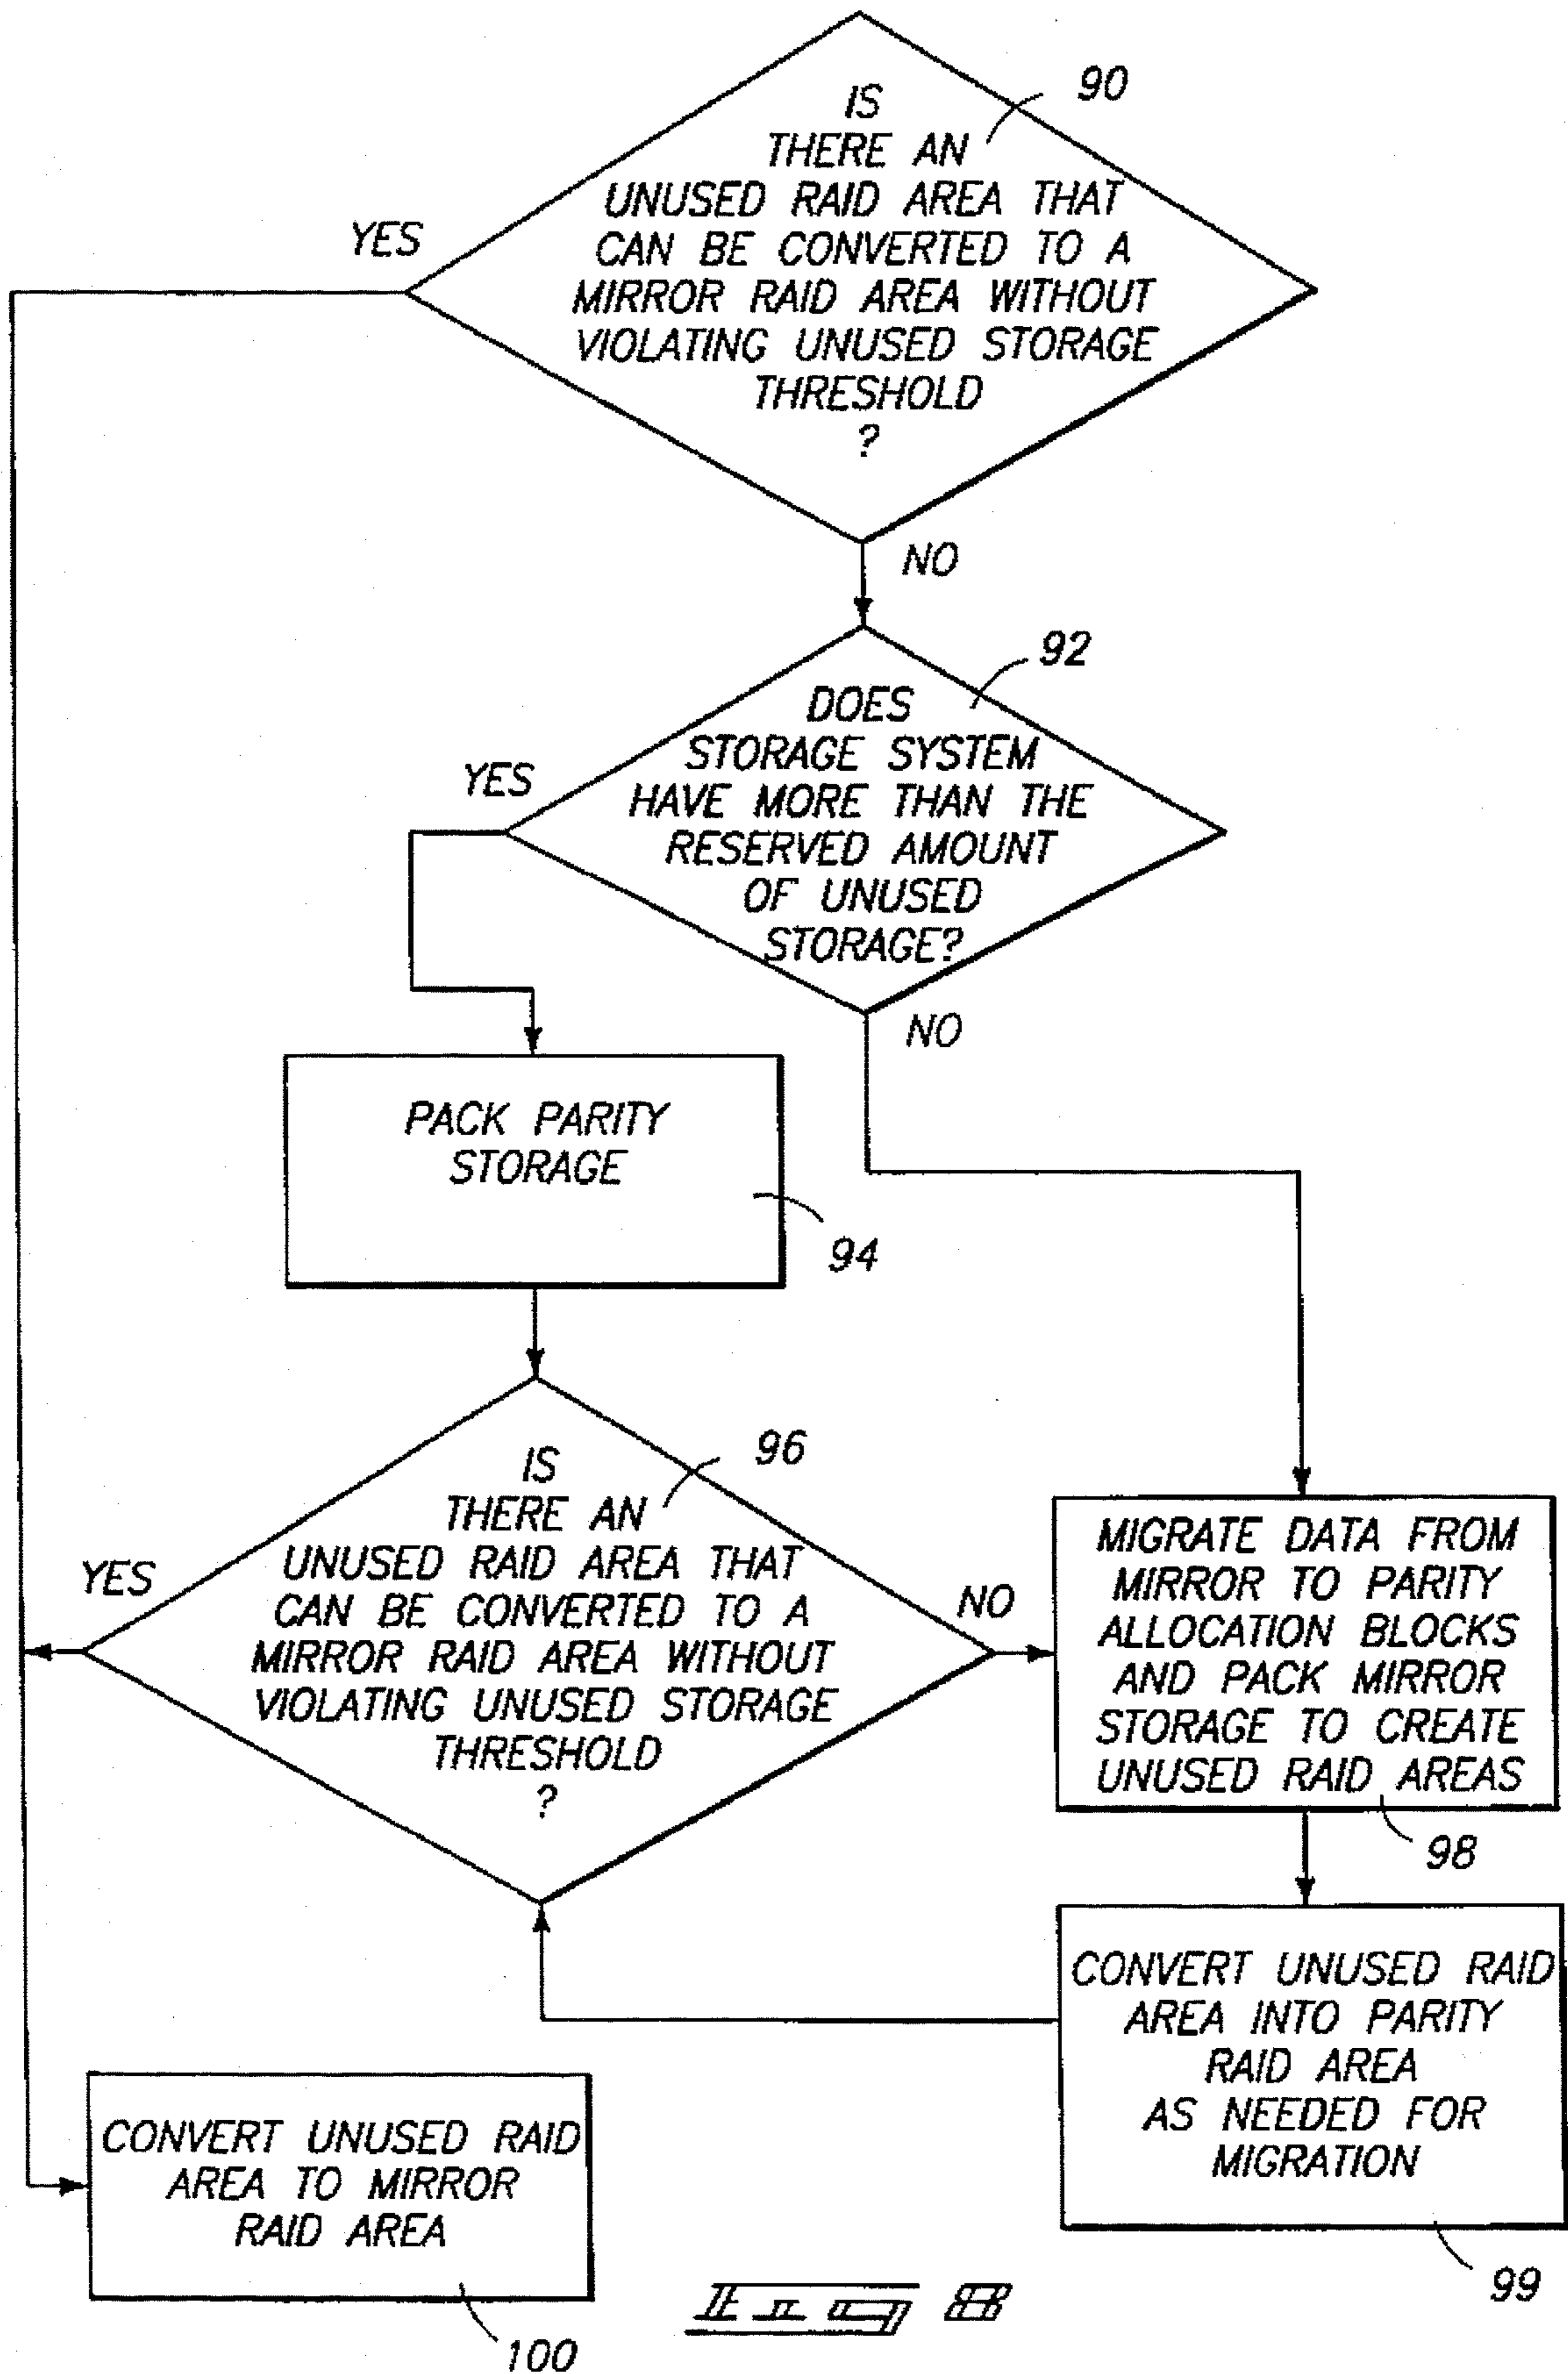 90
IS
THERE AN
UNUSED RAID AREA THAT
CAN BE CONVERTED TO A
MIRROR RAID AREA WITHOUT
VIOLATING UNUSED STORAGE
THRESHOLD
?
YES
NO
92
DOES
STORAGE SYSTEM
HAVE MORE THAN THE
RESERVED AMOUNT
OF UNUSED
STORAGE?
YES
NO
PACK PARITY
STORAGE
94
96
IS
THERE AN
UNUSED RAID AREA THAT
CAN BE CONVERTED TO A
MIRROR RAID AREA WITHOUT
VIOLATING UNUSED STORAGE
THRESHOLD
?
YES
NO
MIGRATE DATA FROM
MIRROR TO PARITY
ALLOCATION BLOCKS
AND PACK MIRROR
STORAGE TO CREATE
UNUSED RAID AREAS
98
CONVERT UNUSED RAID
AREA INTO PARITY
RAID AREA
AS NEEDED FOR
MIGRATION
99
CONVERT UNUSED RAID
AREA TO MIRROR
RAID AREA
100
FIG 8